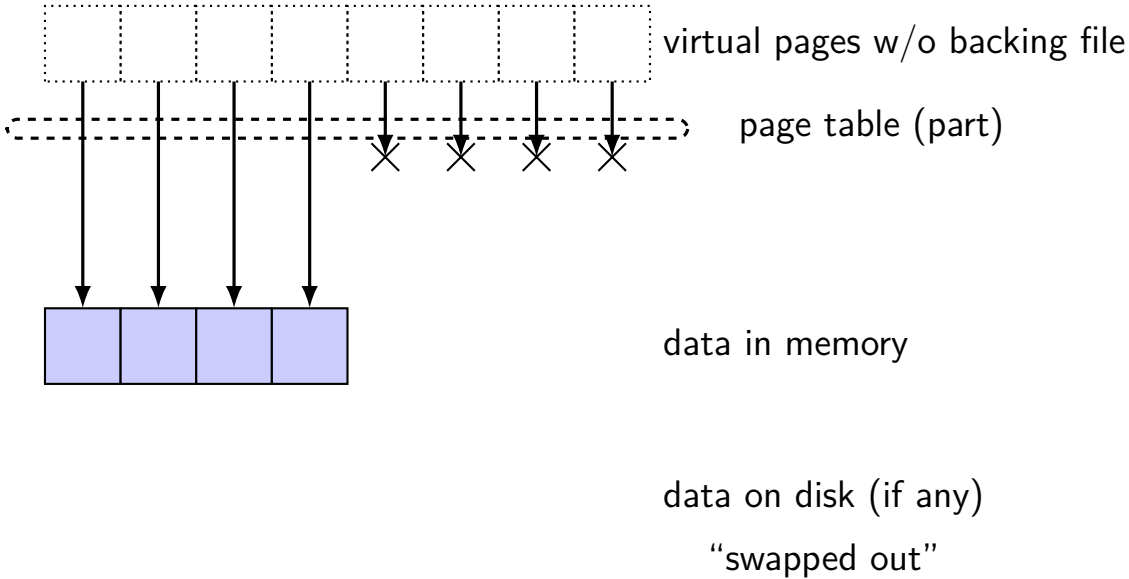 virtual pages w/o backing file
page table (part)
data in memory
data on disk (if any)
“swapped out”